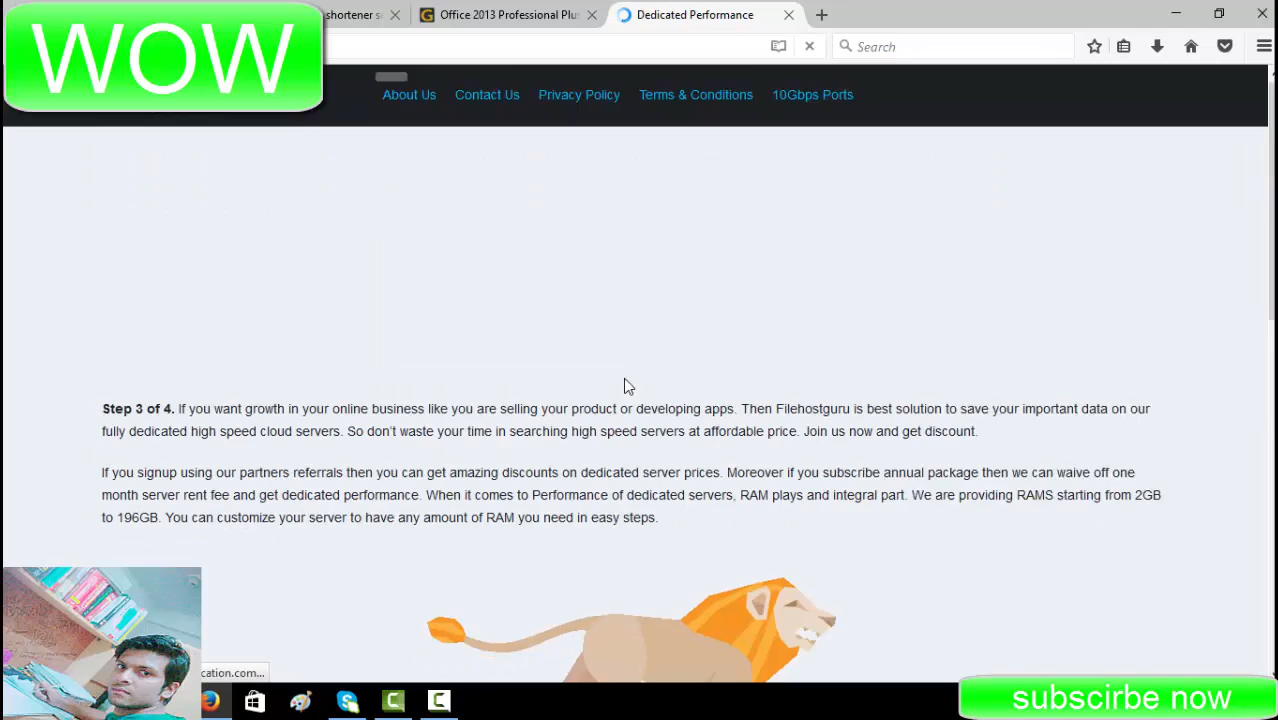 WOW
shortener s
Office 2013 Professional Plu
Dedicated Performance
Search
About Us
Contact Us
Privacy Policy
Terms & Conditions
10Gbps Ports
Step 3 of 4. If you want growth in your online business like you are selling your product or developing apps. Then Filehostguru is best solution to save your important data on our
fully dedicated high speed cloud servers. So don't waste your time in searching high speed servers at affordable price. Join us now and get discount.
If you signup using our partners referrals then you can get amazing discounts on dedicated server prices. Moreover if you subscribe annual package then we can waive off one
month server rent fee and get dedicated performance. When it comes to Performance of dedicated servers, RAM plays and integral part. We are providing RAMS starting from 2GB
to 196GB. You can customize your server to have any amount of RAM you need in easy steps.
cation.com...
subscirbe now